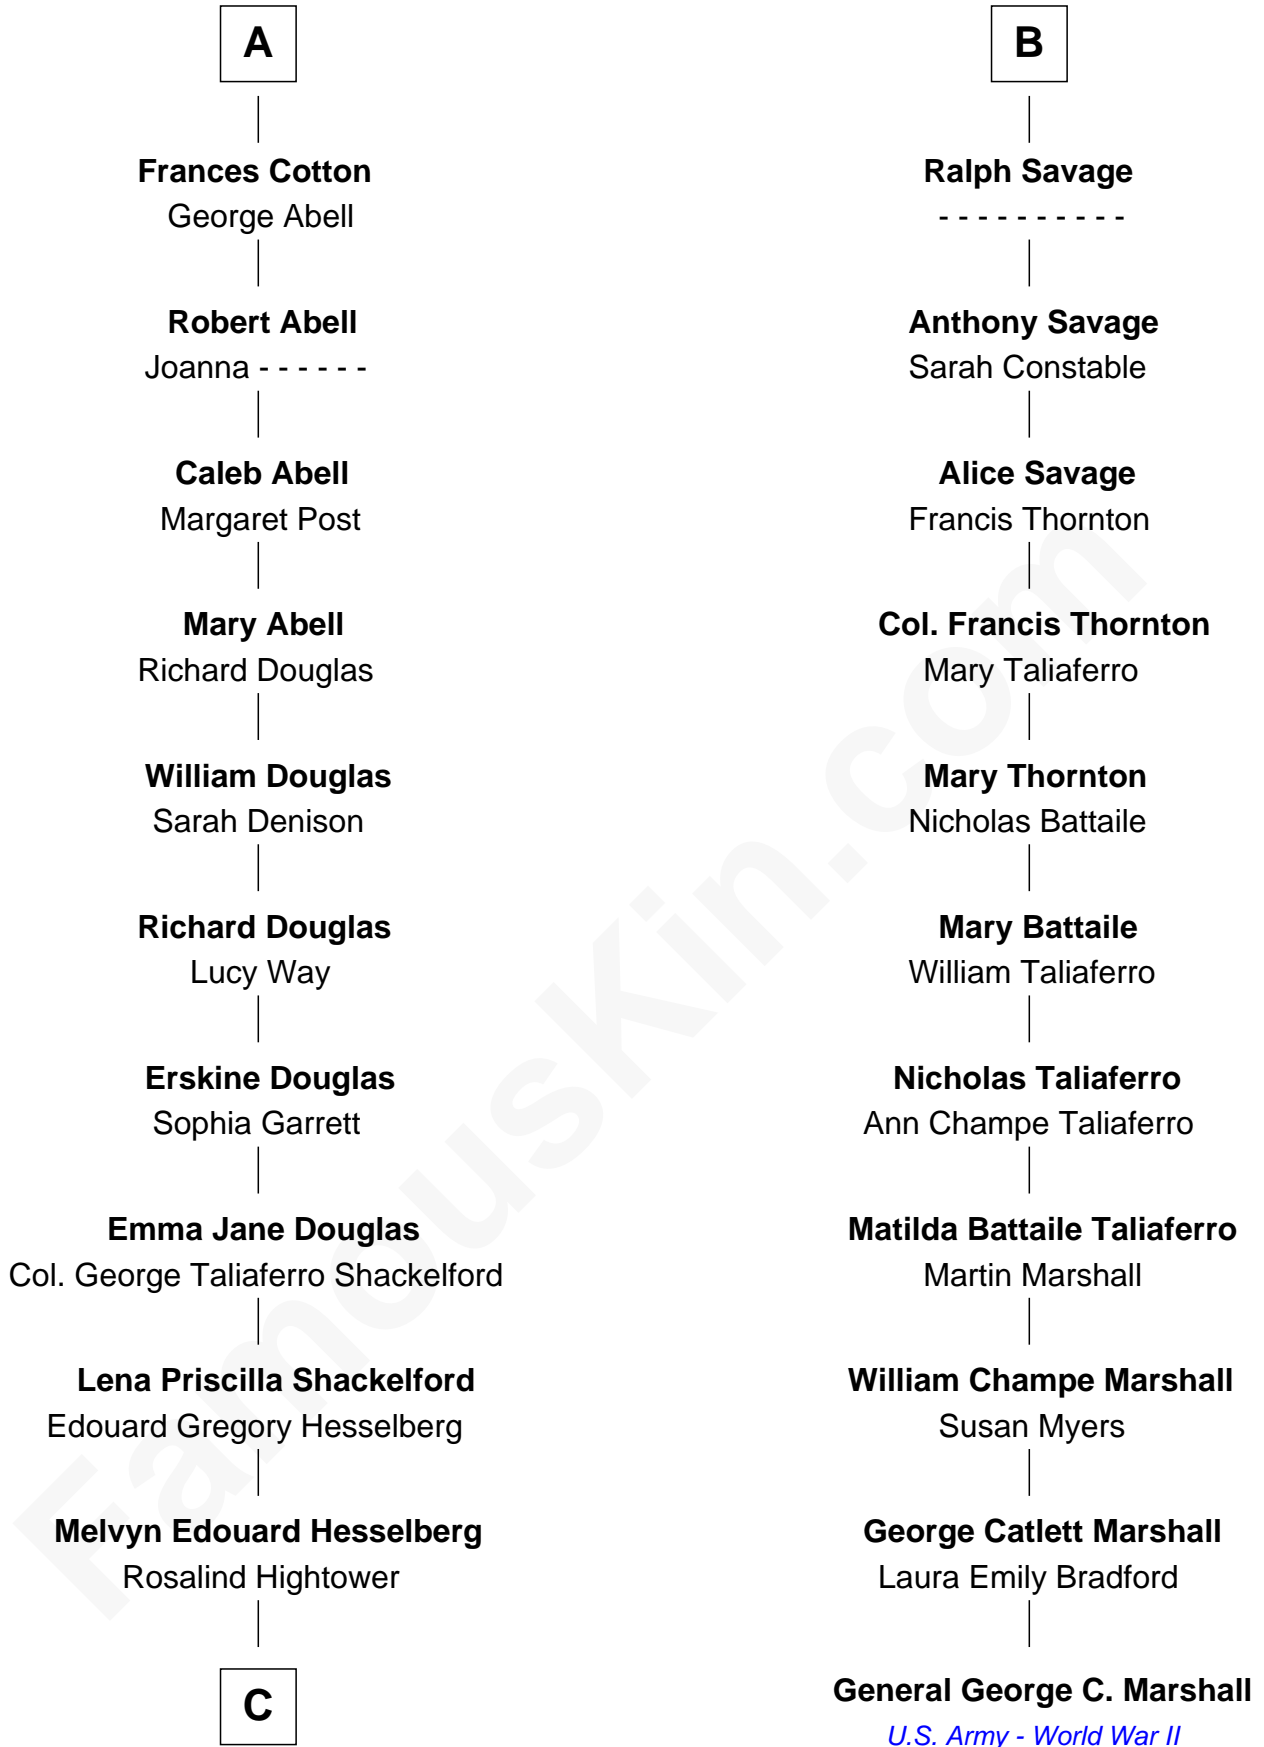 A
Frances Cotton
George Abell
Robert Abell
Joanna - - - - - -
Caleb Abell
Margaret Post
Mary Abell
Richard Douglas
William Douglas
Sarah Denison
Richard Douglas
Lucy Way
Erskine Douglas
Sophia Garrett
Emma Jane Douglas
Col. George Taliaferro Shackelford
Lena Priscilla Shackelford
Edouard Gregory Hesselberg
Melvyn Edouard Hesselberg
Rosalind Hightower
C
B
Ralph Savage
- - - - - - - - - -
Anthony Savage
Sarah Constable
Alice Savage
Francis Thornton
Col. Francis Thornton
Mary Taliaferro
Mary Thornton
Nicholas Battaile
Mary Battaile
William Taliaferro
Nicholas Taliaferro
Ann Champe Taliaferro
Matilda Battaile Taliaferro
Martin Marshall
William Champe Marshall
Susan Myers
George Catlett Marshall
Laura Emily Bradford
General George C. Marshall
U.S. Army - World War II
FamousKin.com